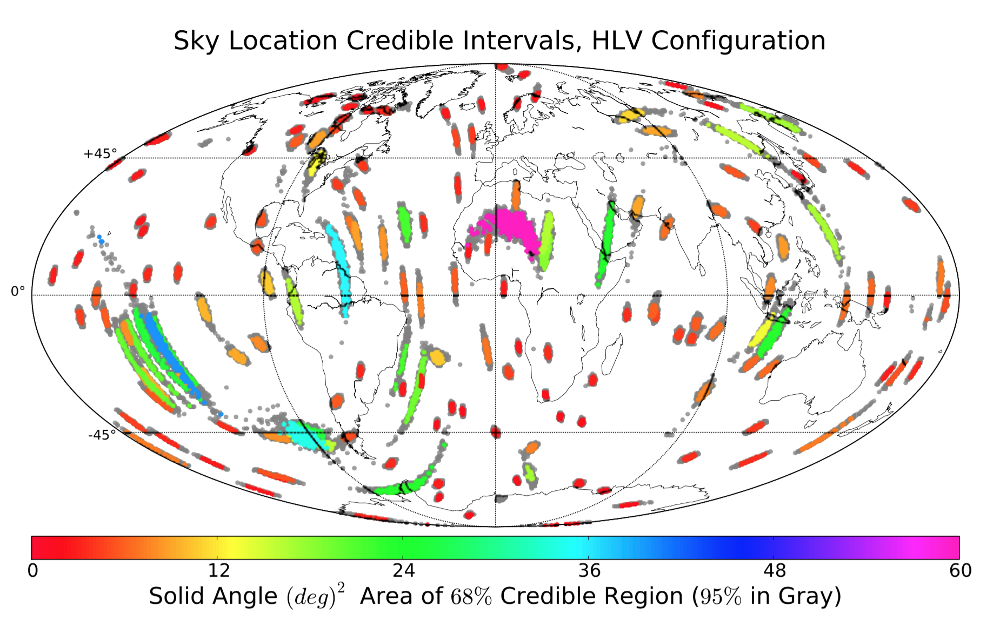 Sky Location Credible Intervals, HLV Configuration
+45°
0°
-45°
0 12 24 36 48 60
Solid Angle (deg)² Area of 68% Credible Region (95% in Gray)